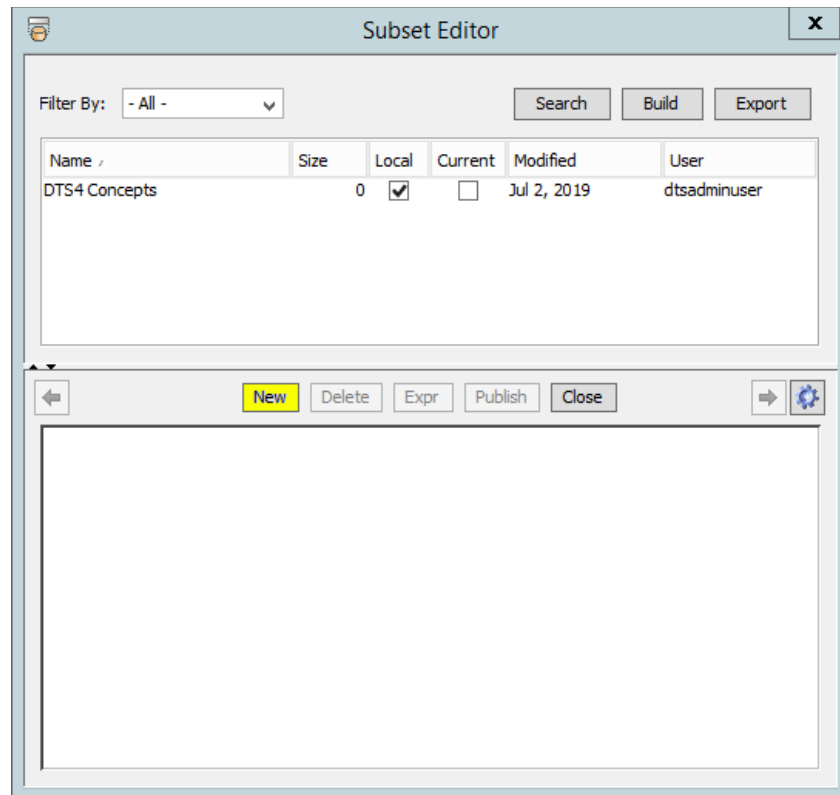 Subset Editor
x
Filter By: - All - Search Build Export
Name Size Local Current Modified User
DTS4 Concepts 0 Jul 2, 2019 dtsadminuser
New Delete Expr Publish Close